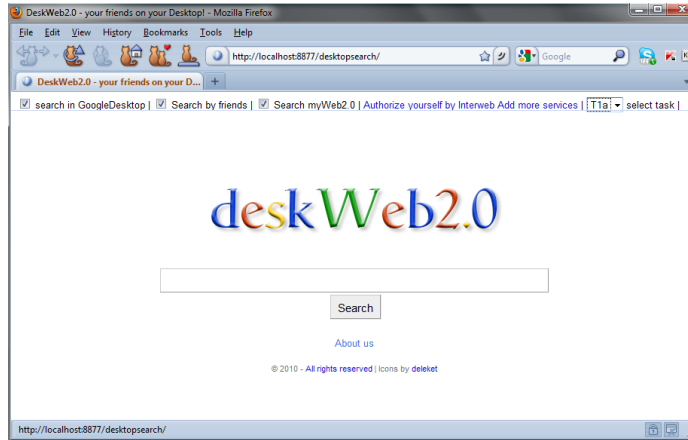 DeskWeb2.0 - your friends on your Desktop! - Mozilla Firefox
File Edit View History Bookmarks Tools Help
http://localhost:8877/desktopsearch/ Google
DeskWeb2.0 - your friends on your D... +
search in GoogleDesktop | Search by friends | Search myWeb2.0 | Authorize yourself by Interweb Add more services | T1a select task |
deskWeb2.0
Search
About us
© 2010 - All rights reserved | Icons by deleket
http://localhost:8877/desktopsearch/